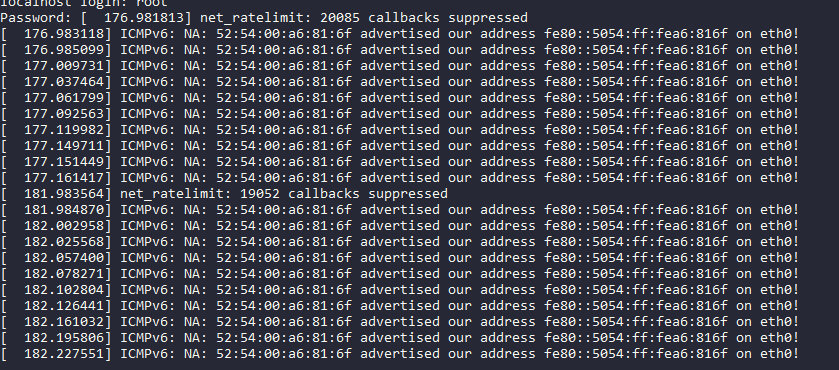 localhost login: root
Password: [  176.981813] net_ratelimit: 20085 callbacks suppressed
[  176.983118] ICMPv6: NA: 52:54:00:a6:81:6f advertised our address fe80::5054:ff:fea6:816f on eth0!
[  176.985099] ICMPv6: NA: 52:54:00:a6:81:6f advertised our address fe80::5054:ff:fea6:816f on eth0!
[  177.009731] ICMPv6: NA: 52:54:00:a6:81:6f advertised our address fe80::5054:ff:fea6:816f on eth0!
[  177.037464] ICMPv6: NA: 52:54:00:a6:81:6f advertised our address fe80::5054:ff:fea6:816f on eth0!
[  177.061799] ICMPv6: NA: 52:54:00:a6:81:6f advertised our address fe80::5054:ff:fea6:816f on eth0!
[  177.092563] ICMPv6: NA: 52:54:00:a6:81:6f advertised our address fe80::5054:ff:fea6:816f on eth0!
[  177.119982] ICMPv6: NA: 52:54:00:a6:81:6f advertised our address fe80::5054:ff:fea6:816f on eth0!
[  177.149711] ICMPv6: NA: 52:54:00:a6:81:6f advertised our address fe80::5054:ff:fea6:816f on eth0!
[  177.151449] ICMPv6: NA: 52:54:00:a6:81:6f advertised our address fe80::5054:ff:fea6:816f on eth0!
[  177.161417] ICMPv6: NA: 52:54:00:a6:81:6f advertised our address fe80::5054:ff:fea6:816f on eth0!
[  181.983564] net_ratelimit: 19052 callbacks suppressed
[  181.984870] ICMPv6: NA: 52:54:00:a6:81:6f advertised our address fe80::5054:ff:fea6:816f on eth0!
[  182.002958] ICMPv6: NA: 52:54:00:a6:81:6f advertised our address fe80::5054:ff:fea6:816f on eth0!
[  182.025568] ICMPv6: NA: 52:54:00:a6:81:6f advertised our address fe80::5054:ff:fea6:816f on eth0!
[  182.057400] ICMPv6: NA: 52:54:00:a6:81:6f advertised our address fe80::5054:ff:fea6:816f on eth0!
[  182.078271] ICMPv6: NA: 52:54:00:a6:81:6f advertised our address fe80::5054:ff:fea6:816f on eth0!
[  182.102804] ICMPv6: NA: 52:54:00:a6:81:6f advertised our address fe80::5054:ff:fea6:816f on eth0!
[  182.126441] ICMPv6: NA: 52:54:00:a6:81:6f advertised our address fe80::5054:ff:fea6:816f on eth0!
[  182.161032] ICMPv6: NA: 52:54:00:a6:81:6f advertised our address fe80::5054:ff:fea6:816f on eth0!
[  182.195806] ICMPv6: NA: 52:54:00:a6:81:6f advertised our address fe80::5054:ff:fea6:816f on eth0!
[  182.227551] ICMPv6: NA: 52:54:00:a6:81:6f advertised our address fe80::5054:ff:fea6:816f on eth0!